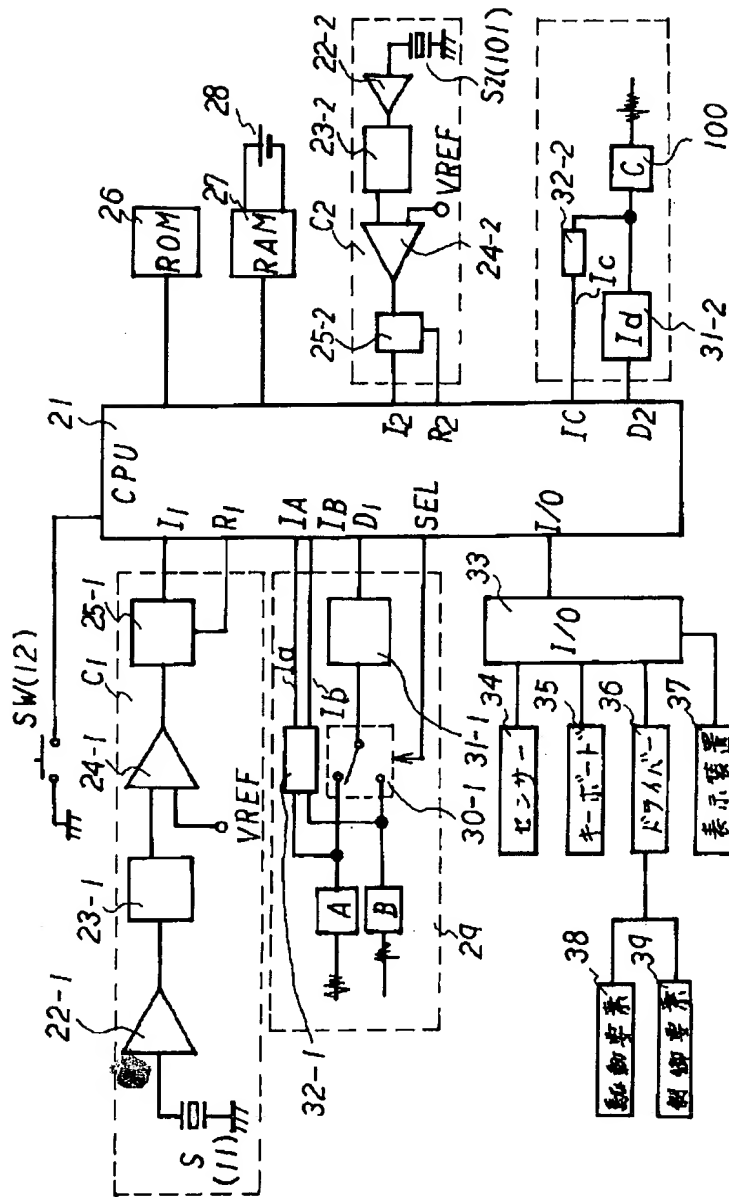 SW(12)
21
CPU
26
ROM
27
RAM
28
C1
22-1
23-1
24-1
25-1
VREF
S
(11)
I1
R1
IA
IB
D1
SEL
I/O
I2
R2
IC
D2
C2
22-2
23-2
24-2
25-2
VREF
S2(101)
Ia
Ib
A
B
29
30-1
31-1
32-1
32-2
Ic
Id
C
100
31-2
33
I/O
34
センサー
35
キーボード
36
ドライバー
37
表示装置
38
駆動要素
39
制御要素